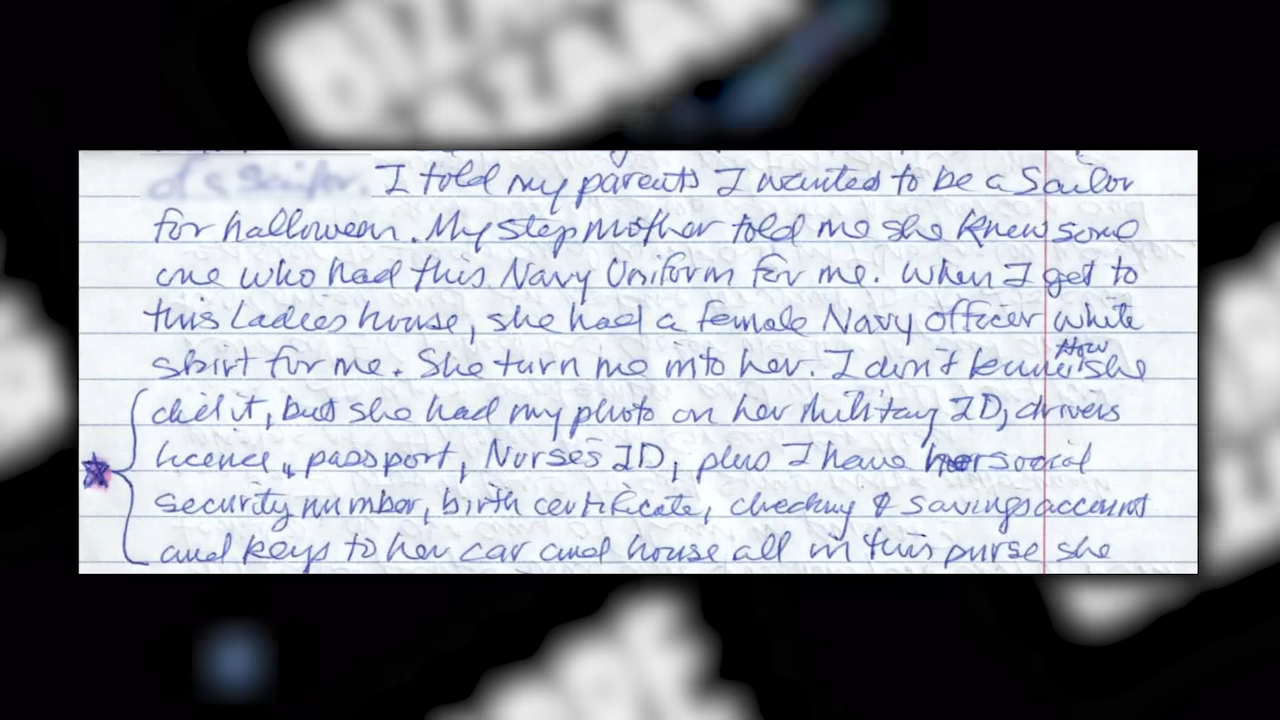 of a sailor. I told my parents I wanted to be a Sailor
for halloween. My step mother told me she knew some
one who had this Navy Uniform for me. When I get to
this Ladies house, she had a female Navy officer white
skirt for me. She turn me into her. I don't know How she
did it, but she had my photo on her Military ID, drivers
licence, passport, Nurses ID, plus I have her social
security number, birth certificate, checking & savings account
and keys to her car and house all in this purse she